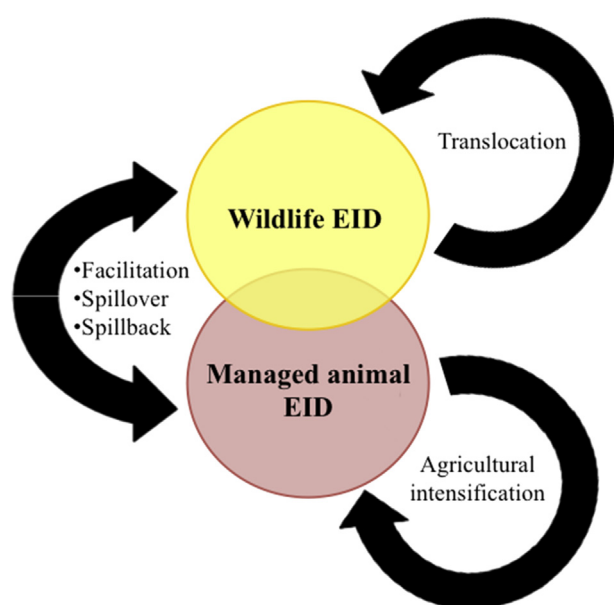 Translocation
Wildlife EID
•Facilitation
•Spillover
•Spillback
Managed animal
EID
Agricultural
intensification